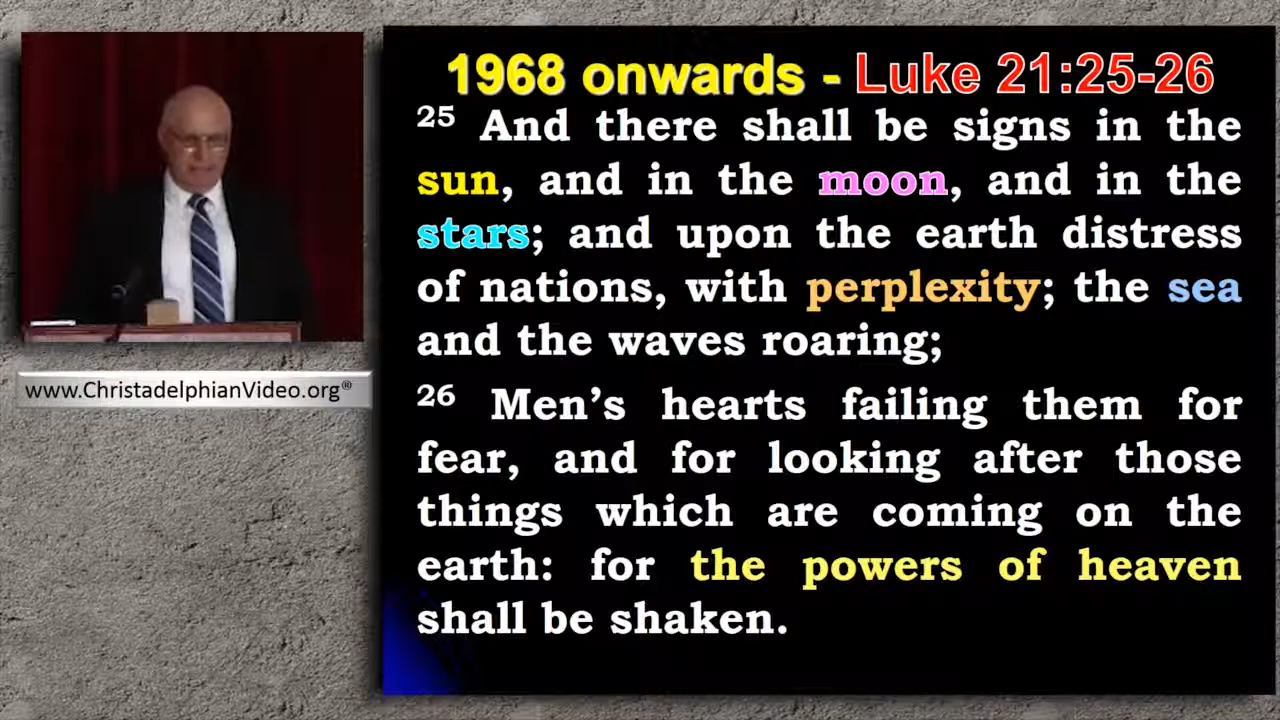 1968 onwards - Luke 21:25-26
25 And there shall be signs in the
sun, and in the moon, and in the
stars; and upon the earth distress
of nations, with perplexity; the sea
and the waves roaring;
26 Men’s hearts failing them for
fear, and for looking after those
things which are coming on the
earth: for the powers of heaven
shall be shaken.
www.ChristadelphianVideo.org®